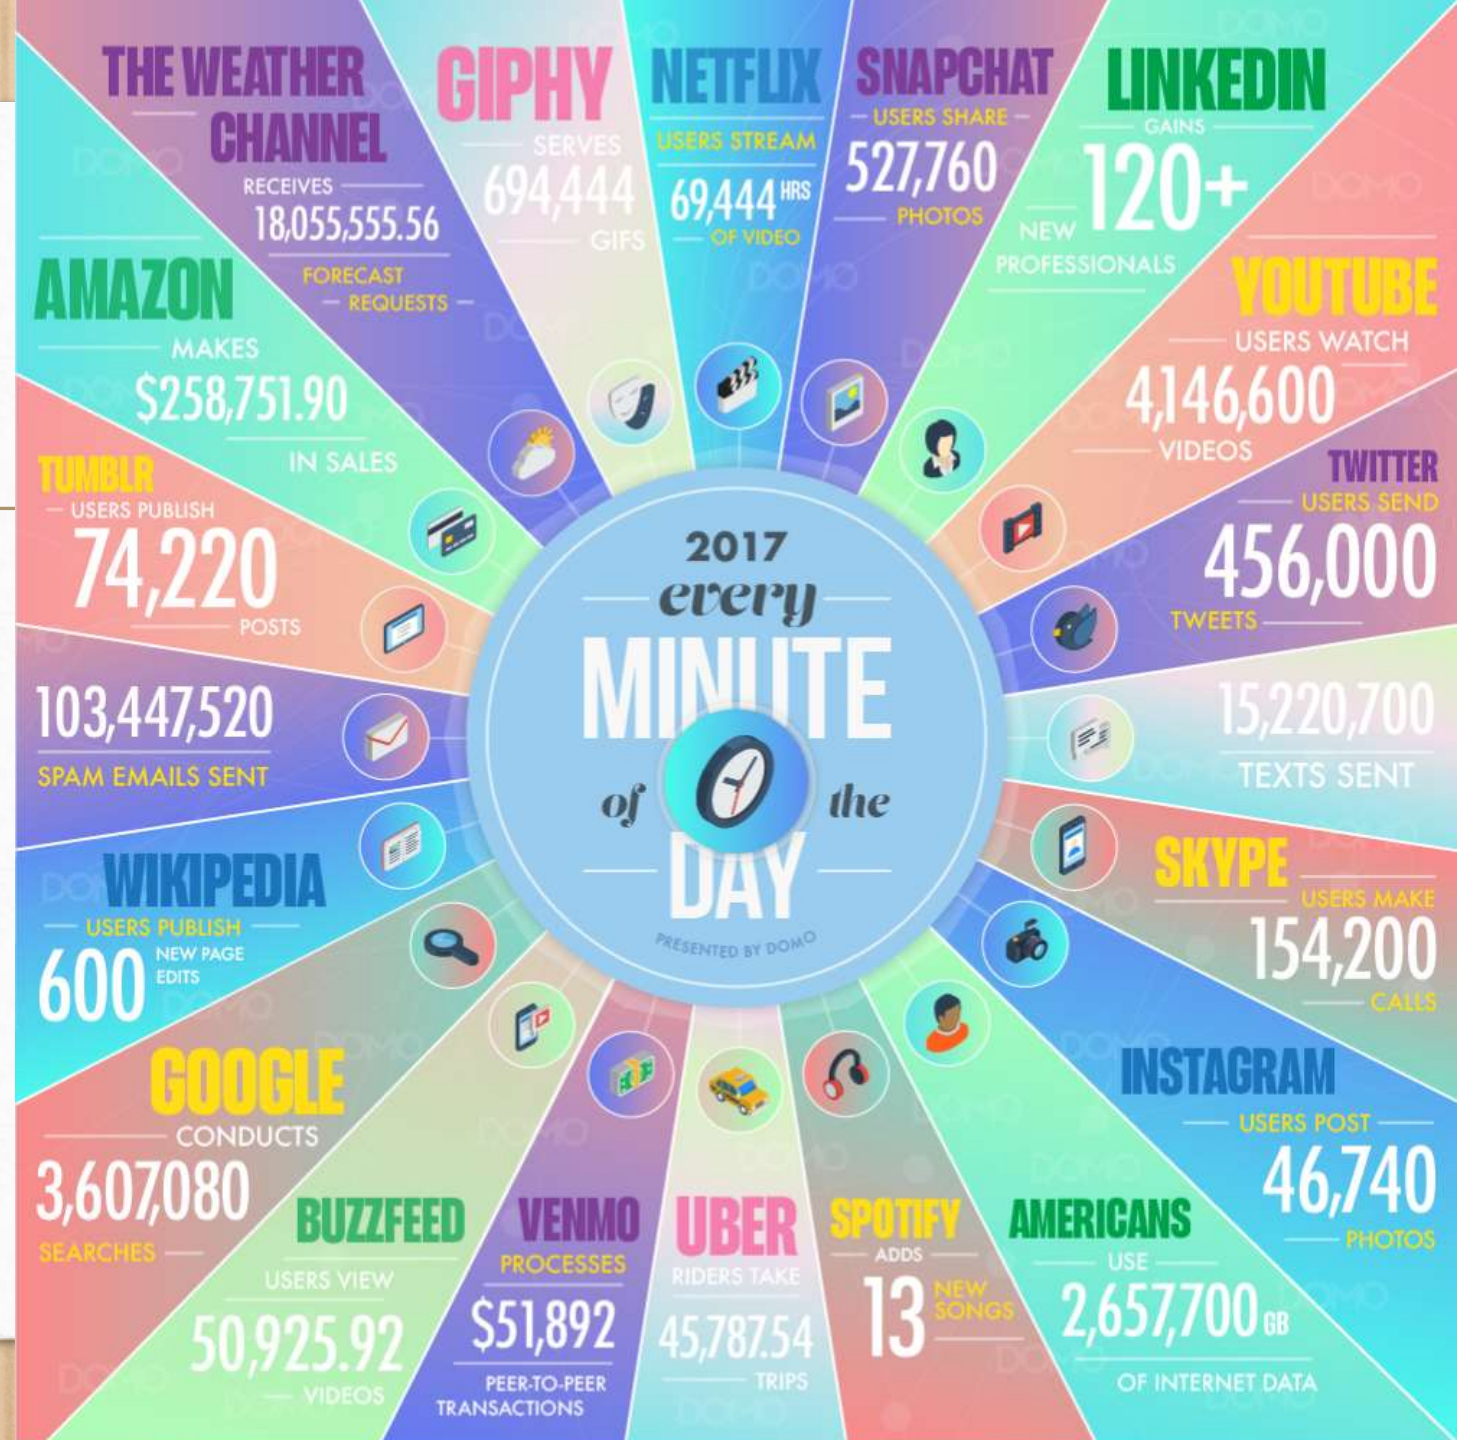 THE WEATHER
CHANNEL
RECEIVES
18,055,555.56
FORECAST
REQUESTS
GIPHY
SERVES
694,444
GIFS
NETFLIX
USERS STREAM
69,444 HRS
OF VIDEO
SNAPCHAT
USERS SHARE
527,760
PHOTOS
LINKEDIN
GAINS
120+
NEW
PROFESSIONALS
YOUTUBE
USERS WATCH
4,146,600
VIDEOS
TWITTER
USERS SEND
456,000
TWEETS
15,220,700
TEXTS SENT
SKYPE
USERS MAKE
154,200
CALLS
INSTAGRAM
USERS POST
46,740
PHOTOS
AMERICANS
USE
2,657,700 GB
OF INTERNET DATA
SPOTIFY
ADDS
13 NEW
SONGS
UBER
RIDERS TAKE
45,787.54
TRIPS
VENMO
PROCESSES
$51,892
PEER-TO-PEER
TRANSACTIONS
BUZZFEED
USERS VIEW
50,925.92
VIDEOS
GOOGLE
CONDUCTS
3,607,080
SEARCHES
WIKIPEDIA
USERS PUBLISH
600 NEW PAGE
EDITS
103,447,520
SPAM EMAILS SENT
TUMBLR
USERS PUBLISH
74,220
POSTS
AMAZON
MAKES
$258,751.90
IN SALES
2017
every
MINUTE
of the
DAY
PRESENTED BY DOMO